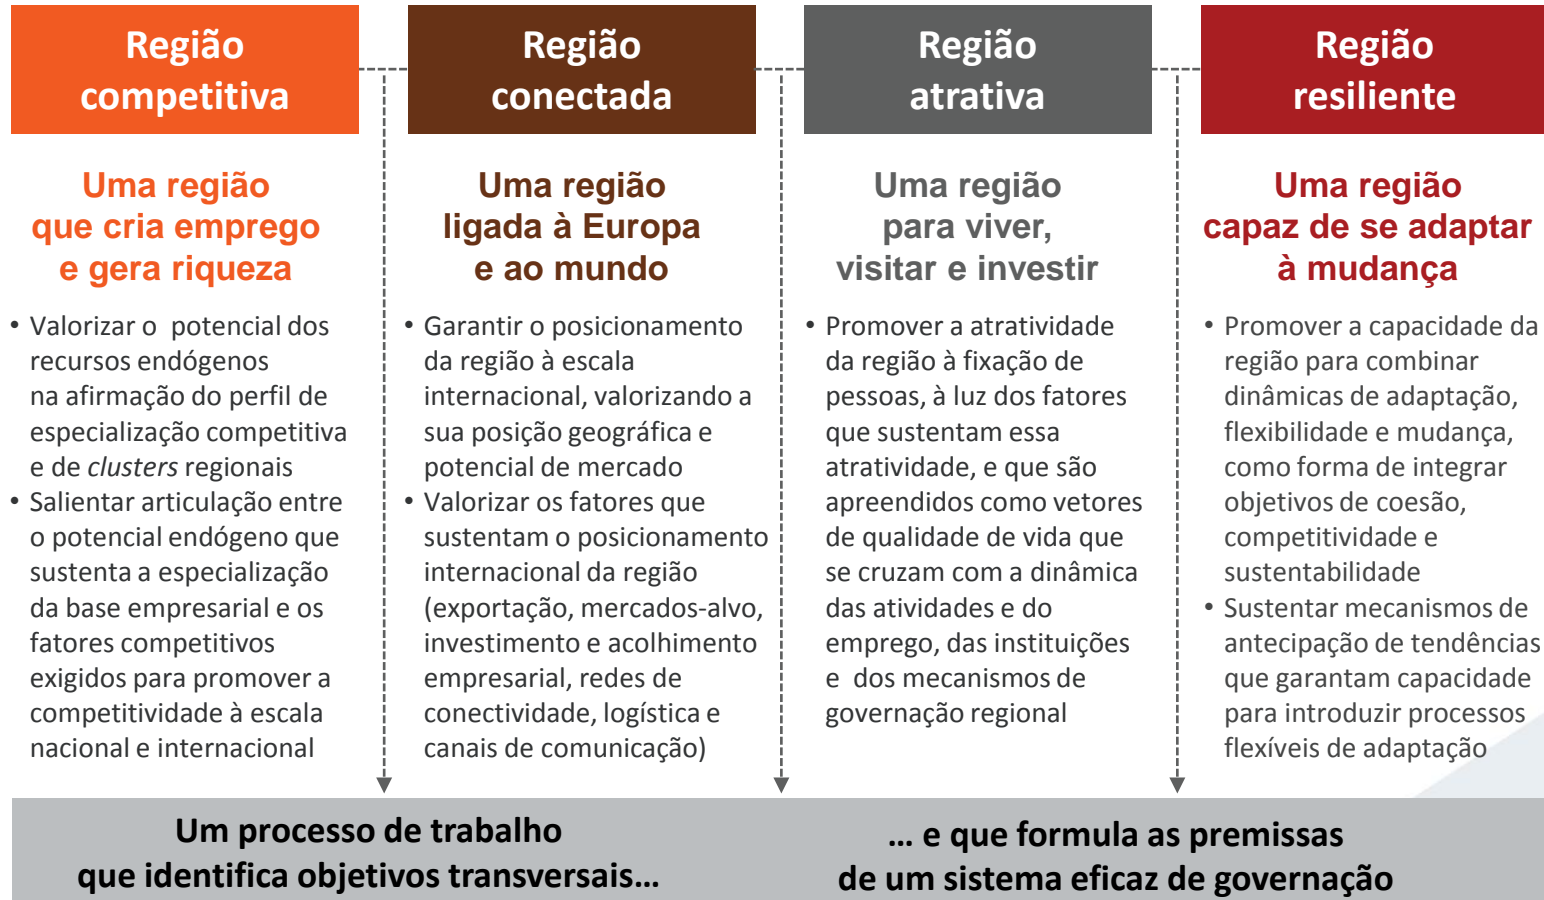 Região
competitiva
Uma região
que cria emprego
e gera riqueza
• Valorizar o  potencial dos
recursos endógenos
na afirmação do perfil de
especialização competitiva
e de clusters regionais
• Salientar articulação entre
o potencial endógeno que
sustenta a especialização
da base empresarial e os
fatores competitivos
exigidos para promover a
competitividade à escala
nacional e internacional
Região
conectada
Uma região
ligada à Europa
e ao mundo
• Garantir o posicionamento
da região à escala
internacional, valorizando a
sua posição geográfica e
potencial de mercado
• Valorizar os fatores que
sustentam o posicionamento
internacional da região
(exportação, mercados-alvo,
investimento e acolhimento
empresarial, redes de
conectividade, logística e
canais de comunicação)
Região
atrativa
Uma região
para viver,
visitar e investir
• Promover a atratividade
da região à fixação de
pessoas, à luz dos fatores
que sustentam essa
atratividade, e que são
apreendidos como vetores
de qualidade de vida que
se cruzam com a dinâmica
das atividades e do
emprego, das instituições
e  dos mecanismos de
governação regional
Região
resiliente
Uma região
capaz de se adaptar
à mudança
• Promover a capacidade da
região para combinar
dinâmicas de adaptação,
flexibilidade e mudança,
como forma de integrar
objetivos de coesão,
competitividade e
sustentabilidade
• Sustentar mecanismos de
antecipação de tendências
que garantam capacidade
para introduzir processos
flexíveis de adaptação
Um processo de trabalho
que identifica objetivos transversais...
... e que formula as premissas
de um sistema eficaz de governação